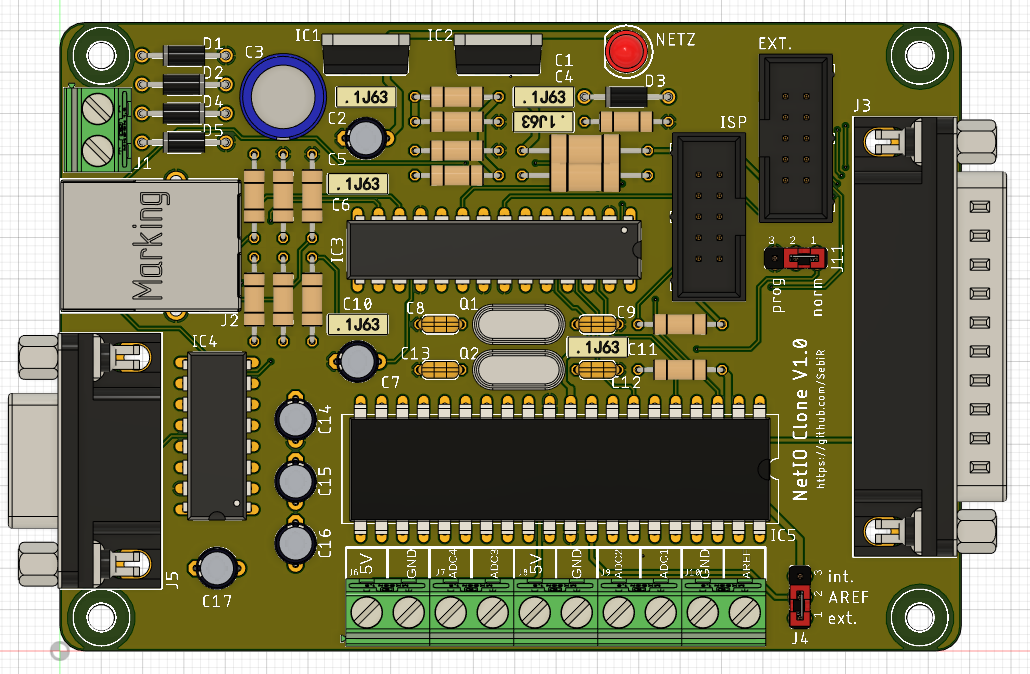 IC1
IC2
NETZ
EXT.
D1
C3
C1
C4
D2
D3
J3
.1J63
.1J63
D4
C2
.1J63
ISP
D5
J1
C5
.1J63
C6
Marking
IC3
3 2 1
J11
prog
norm
J2
C10
C8
Q1
C9
.1J63
IC4
C13
Q2
.1J63
C11
C7
C12
NetIO Clone V1.0
https://github.com/SebiR
C14
C15
C16
IC5
J5
C17
J6
5V
GND
J7
ADC4
ADC3
J8
5V
GND
J9
ADC2
ADC1
J10
GND
AREF
3 int.
2 AREF
1 ext.
J4